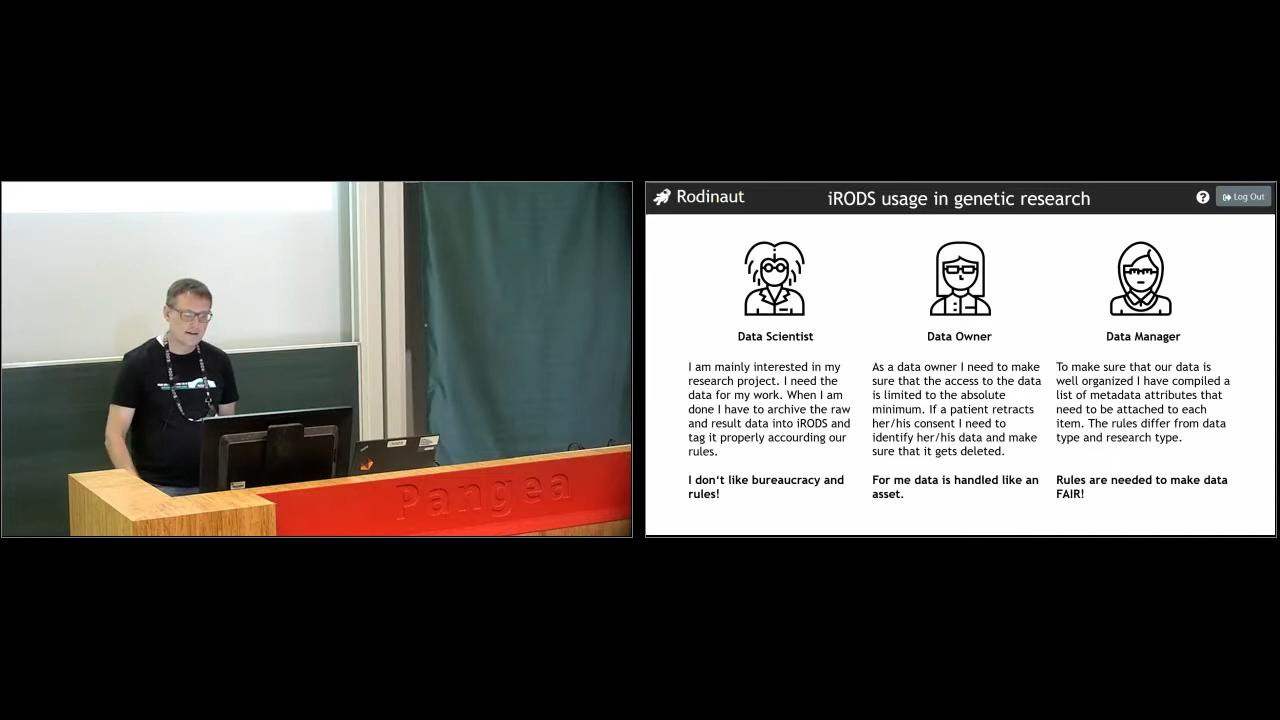 Pangea
Rodinaut
iRODS usage in genetic research
? Log Out
Data Scientist
I am mainly interested in my
research project. I need the
data for my work. When I am
done I have to archive the raw
and result data into iRODS and
tag it properly accourding our
rules.
I don't like bureaucracy and
rules!
Data Owner
As a data owner I need to make
sure that the access to the data
is limited to the absolute
minimum. If a patient retracts
her/his consent I need to
identify her/his data and make
sure that it gets deleted.
For me data is handled like an
asset.
Data Manager
To make sure that our data is
well organized I have compiled a
list of metadata attributes that
need to be attached to each
item. The rules differ from data
type and research type.
Rules are needed to make data
FAIR!